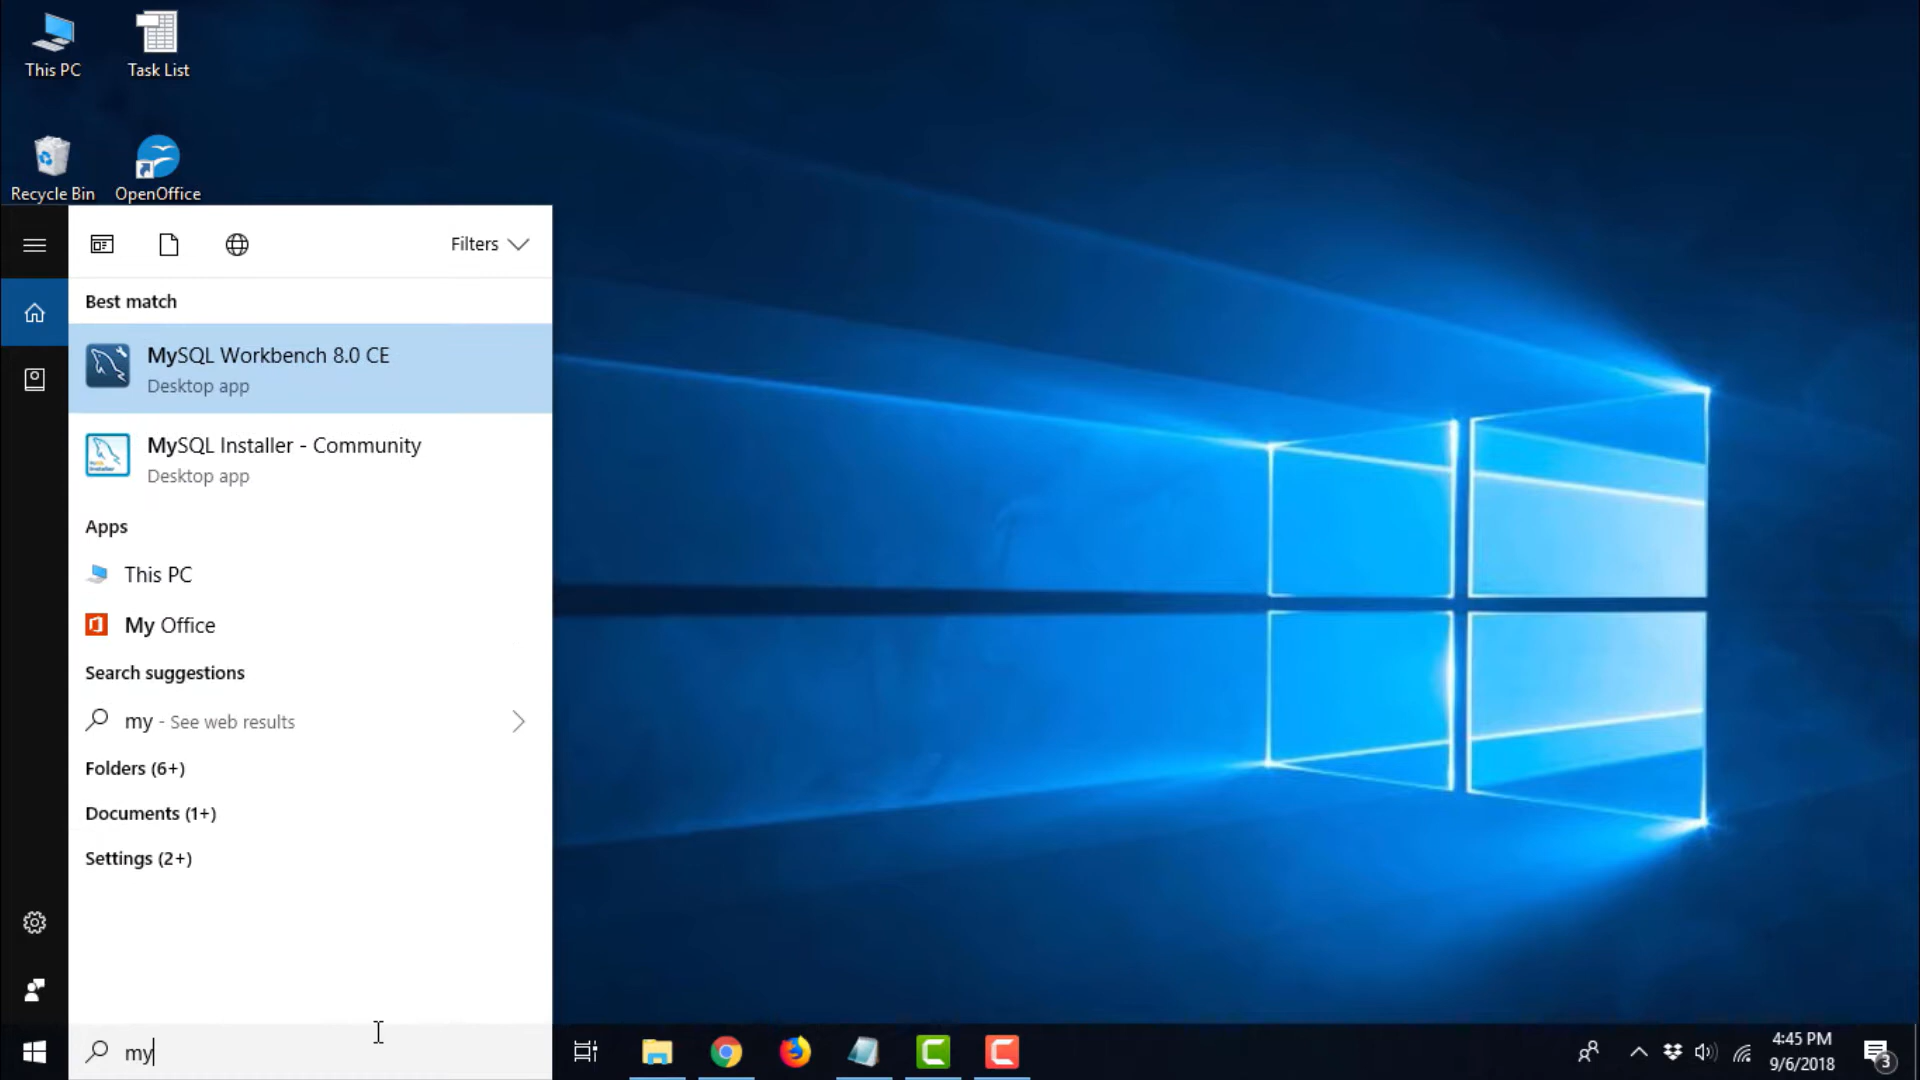 This PC
Task List
Recycle Bin
OpenOffice
Filters
Best match
MySQL Workbench 8.0 CE
Desktop app
MySQL Installer - Community
Desktop app
Apps
This PC
My Office
Search suggestions
my - See web results
Folders (6+)
Documents (1+)
Settings (2+)
my
4:45 PM
9/6/2018
3